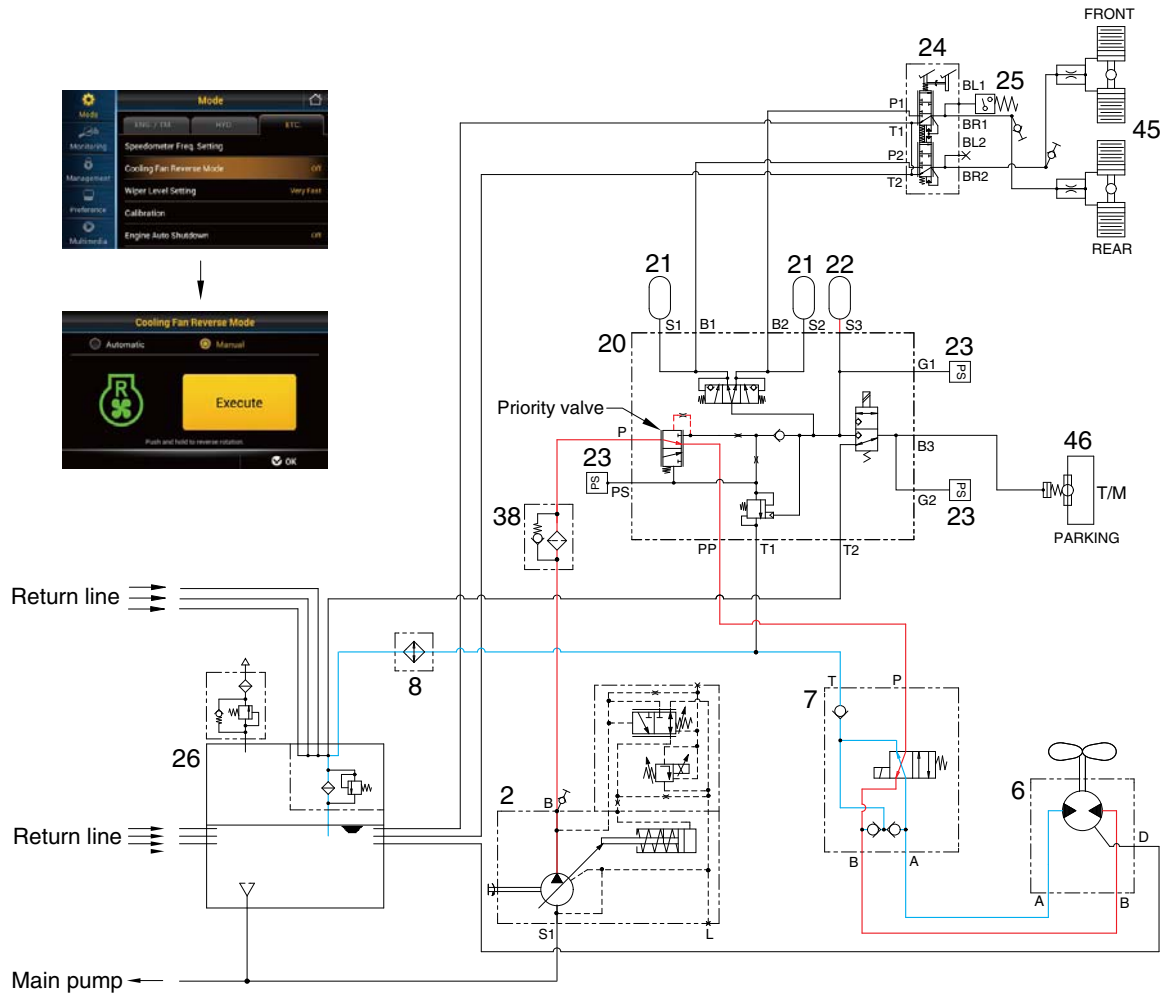 Mode
Mode
ENG. / T.M.
HYD.
ETC.
Monitoring
Management
Preference
Multimedia
Speedometer Freq. Setting
Cooling Fan Reverse Mode Off
Wiper Level Setting Very Fast
Calibration
Engine Auto Shutdown Off
Cooling Fan Reverse Mode
Automatic
Manual
R
Execute
Push and hold to reverse rotation.
OK
FRONT
24
BL1
25
P1
T1
BR1
BL2
P2
T2
BR2
45
REAR
21
21
22
S1
B1
B2
S2
S3
20
G1
23
PS
Priority valve
P
23
PS
PS
B3
46
T/M
G2
23
PS
PARKING
38
PP
T1
T2
Return line
8
T
P
7
26
2
B
6
Return line
D
B
A
A
B
S1
L
Main pump